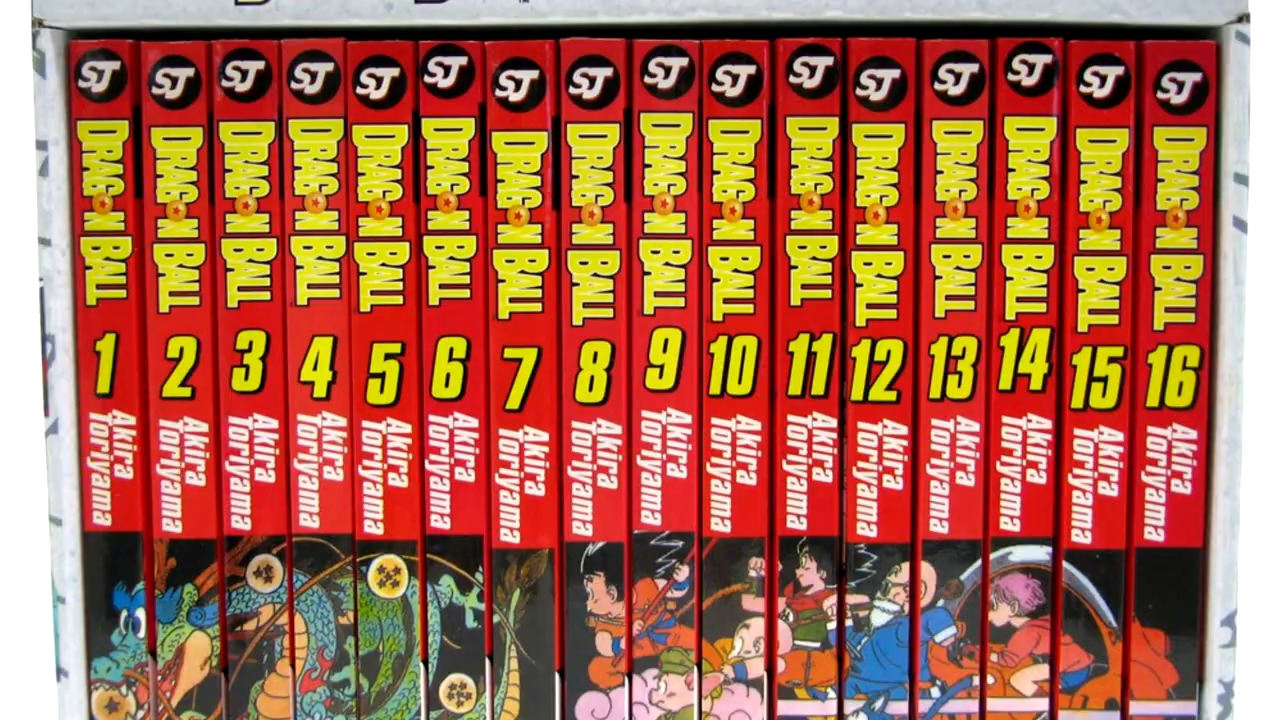 SJ DRAGON BALL 1 Akira Toriyama
SJ DRAGON BALL 2 Akira Toriyama
SJ DRAGON BALL 3 Akira Toriyama
SJ DRAGON BALL 4 Akira Toriyama
SJ DRAGON BALL 5 Akira Toriyama
SJ DRAGON BALL 6 Akira Toriyama
SJ DRAGON BALL 7 Akira Toriyama
SJ DRAGON BALL 8 Akira Toriyama
SJ DRAGON BALL 9 Akira Toriyama
SJ DRAGON BALL 10 Akira Toriyama
SJ DRAGON BALL 11 Akira Toriyama
SJ DRAGON BALL 12 Akira Toriyama
SJ DRAGON BALL 13 Akira Toriyama
SJ DRAGON BALL 14 Akira Toriyama
SJ DRAGON BALL 15 Akira Toriyama
SJ DRAGON BALL 16 Akira Toriyama